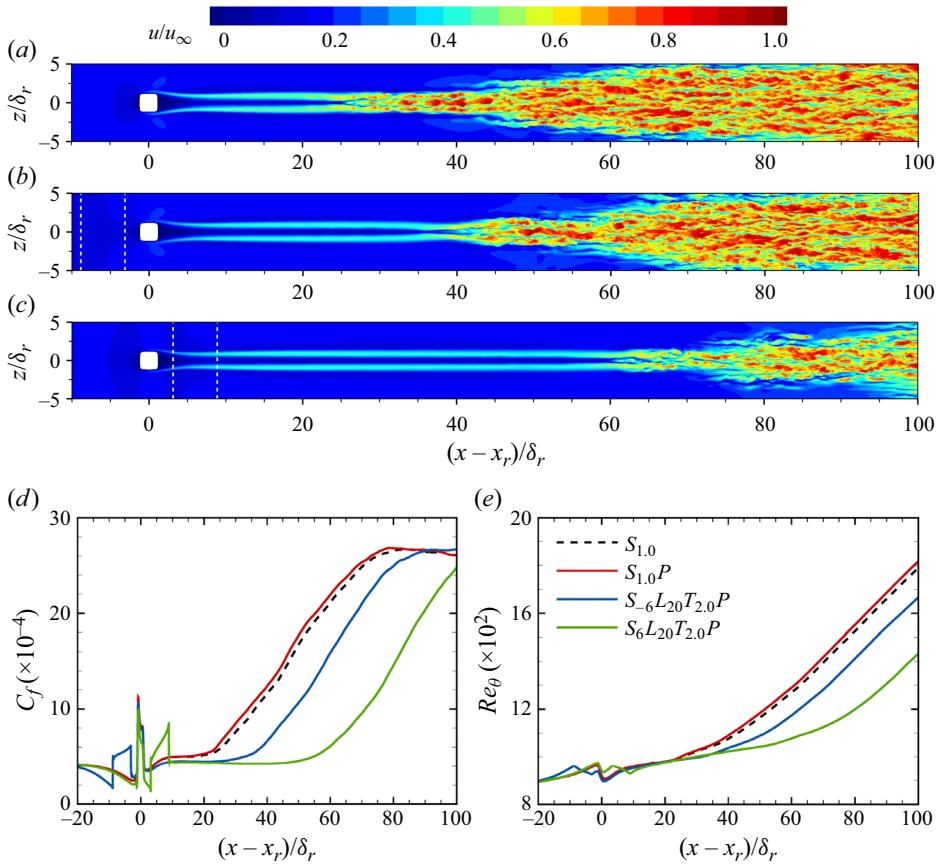 u/u∞ 0 0.2 0.4 0.6 0.8 1.0
(a)
5
z/δr 0
−5
0 20 40 60 80 100
(b)
5
z/δr 0
−5
0 20 40 60 80 100
(c)
5
z/δr 0
−5
0 20 40 60 80 100
(x − xr)/δr
(d)
30
20
Cf (×10−4)
10
0
−20 0 20 40 60 80 100
(x − xr)/δr
(e)
20
S1.0
S1.0P
S−6L20T2.0P
S6L20T2.0P
16
Reθ (×102)
12
8
−20 0 20 40 60 80 100
(x − xr)/δr